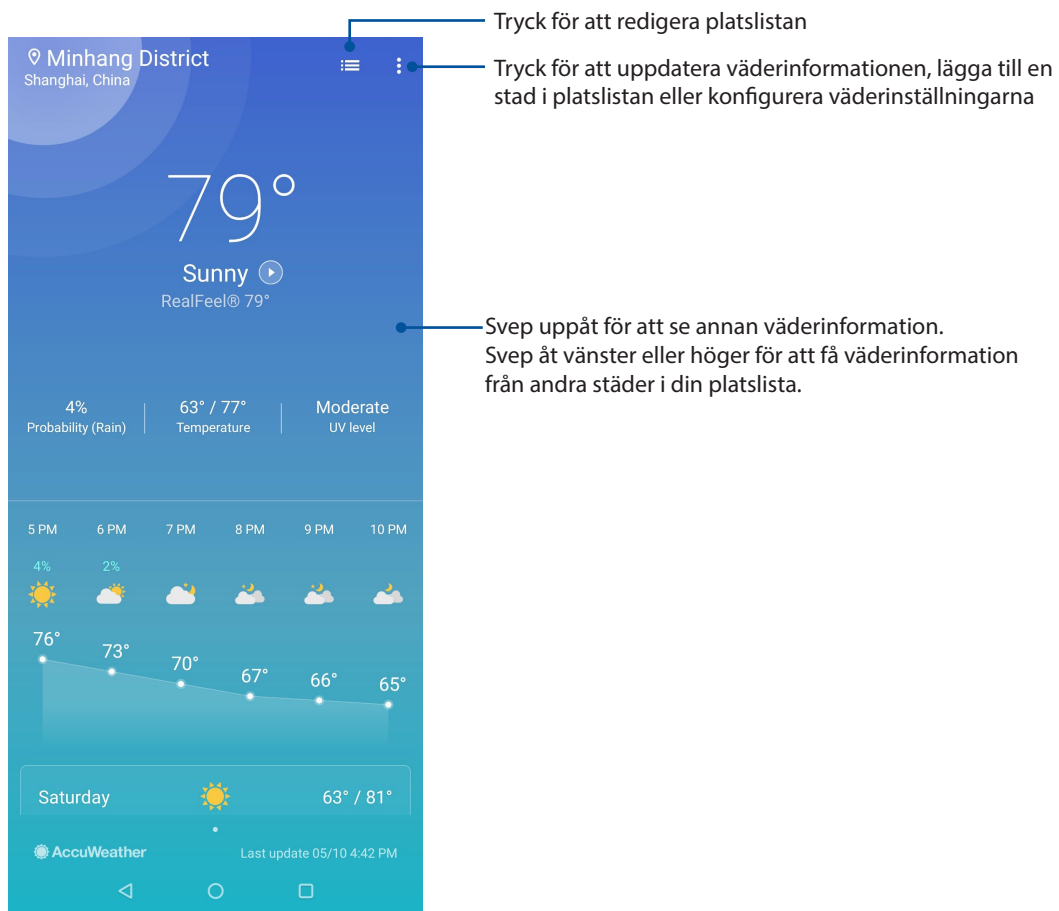 Tryck för att redigera platslistan
Minhang District
Shanghai, China
Tryck för att uppdatera väderinformationen, lägga till en
stad i platslistan eller konfigurera väderinställningarna
79°
Sunny
RealFeel® 79°
Svep uppåt för att se annan väderinformation.
Svep åt vänster eller höger för att få väderinformation
från andra städer i din platslista.
4% 63° / 77° Moderate
Probability (Rain) Temperature UV level
5 PM 6 PM 7 PM 8 PM 9 PM 10 PM
4% 2%
76° 73° 70° 67° 66° 65°
Saturday 63° / 81°
AccuWeather Last update 05/10 4:42 PM